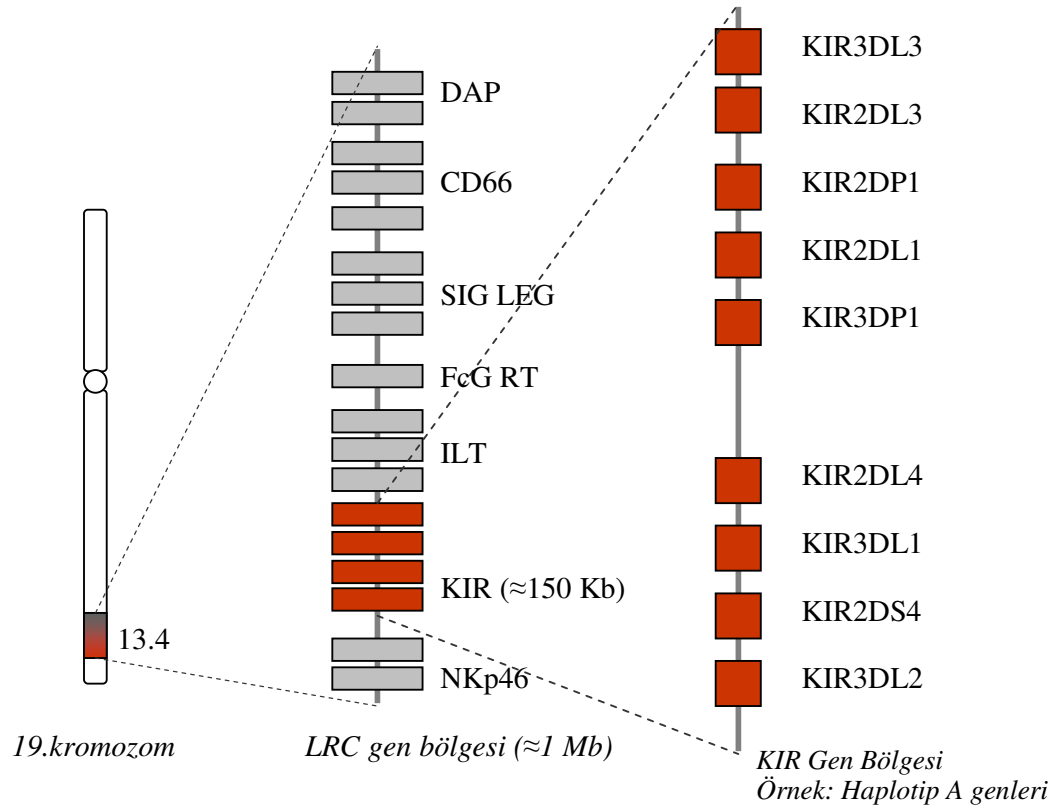 13.4
19.kromozom
DAP
CD66
SIG LEG
FcG RT
ILT
KIR (≈150 Kb)
NKp46
LRC gen bölgesi (≈1 Mb)
KIR3DL3
KIR2DL3
KIR2DP1
KIR2DL1
KIR3DP1
KIR2DL4
KIR3DL1
KIR2DS4
KIR3DL2
KIR Gen Bölgesi
Örnek: Haplotip A genleri